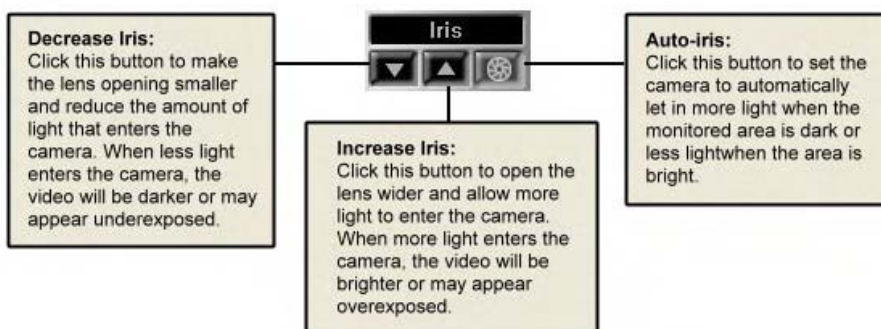 Iris
Decrease Iris:
Click this button to make
the lens opening smaller
and reduce the amount of
light that enters the
camera. When less light
enters the camera, the
video will be darker or may
appear underexposed.
Increase Iris:
Click this button to open the
lens wider and allow more
light to enter the camera.
When more light enters the
camera, the video will be
brighter or may appear
overexposed.
Auto-iris:
Click this button to set the
camera to automatically
let in more light when the
monitored area is dark or
less lightwhen the area is
bright.